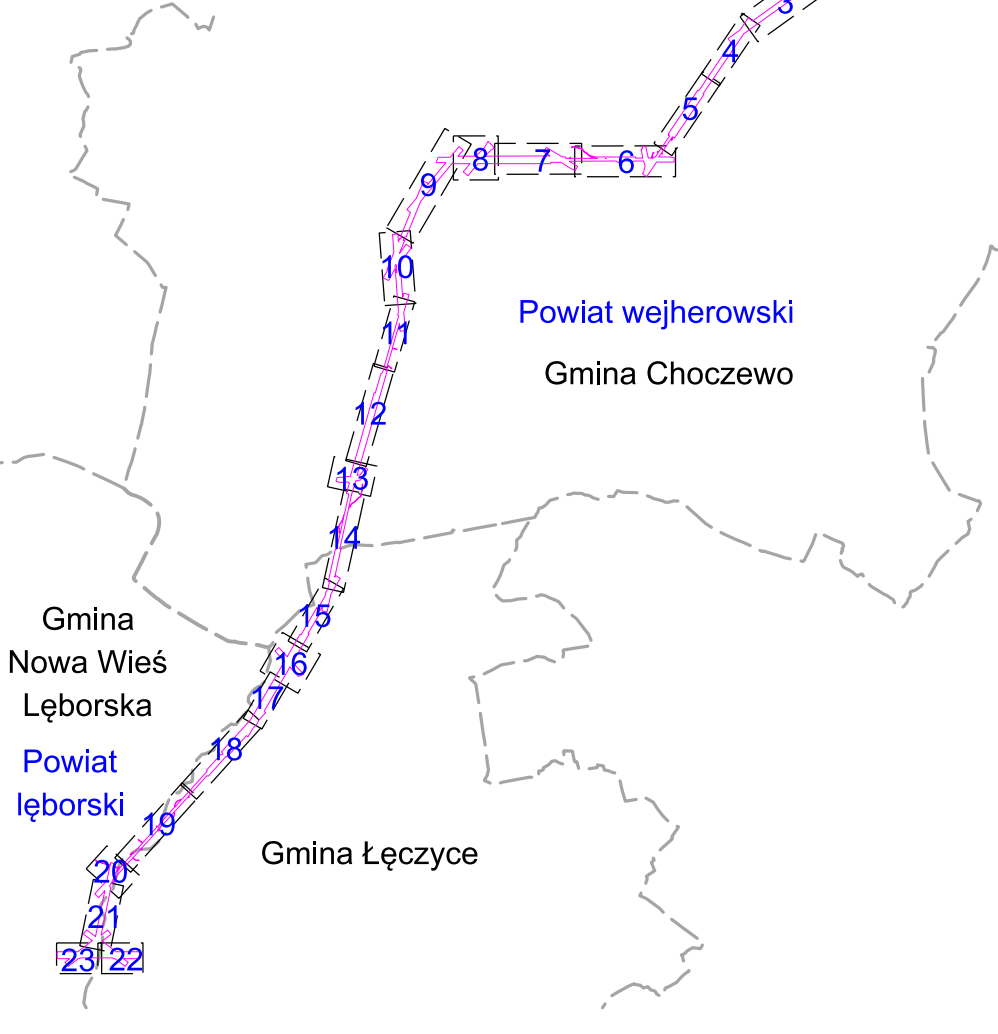 3
4
5
6
7
8
9
10
11
12
13
14
15
16
17
18
19
20
21
22
23
Powiat wejherowski
Gmina Choczewo
Gmina
Nowa Wieś
Lęborska
Powiat
lęborski
Gmina Łęczyce